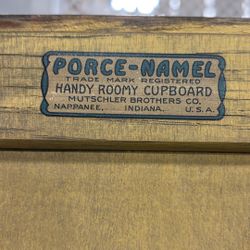 PORCE-NAMEL
TRADE MARK REGISTERED
HANDY ROOMY CUPBOARD
MUTSCHLER BROTHERS CO.
NAPPANEE, INDIANA, U.S.A.